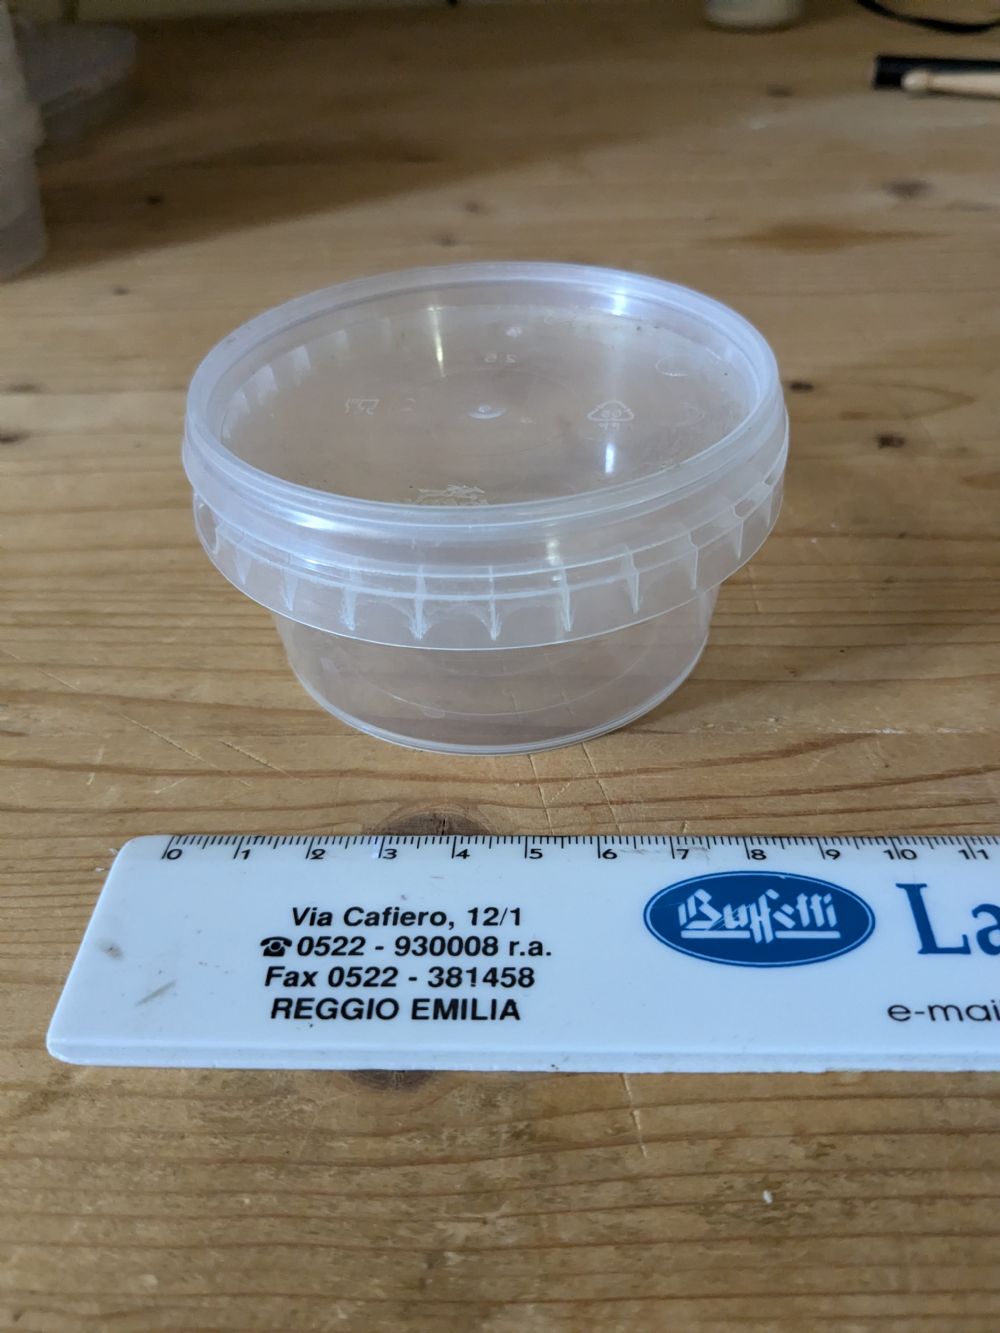 0 1 2 3 4 5 6 7 8 9 10 11
Via Cafiero, 12/1
☎0522 - 930008 r.a.
Fax 0522 - 381458
REGGIO EMILIA
Buffetti
La
e-mai